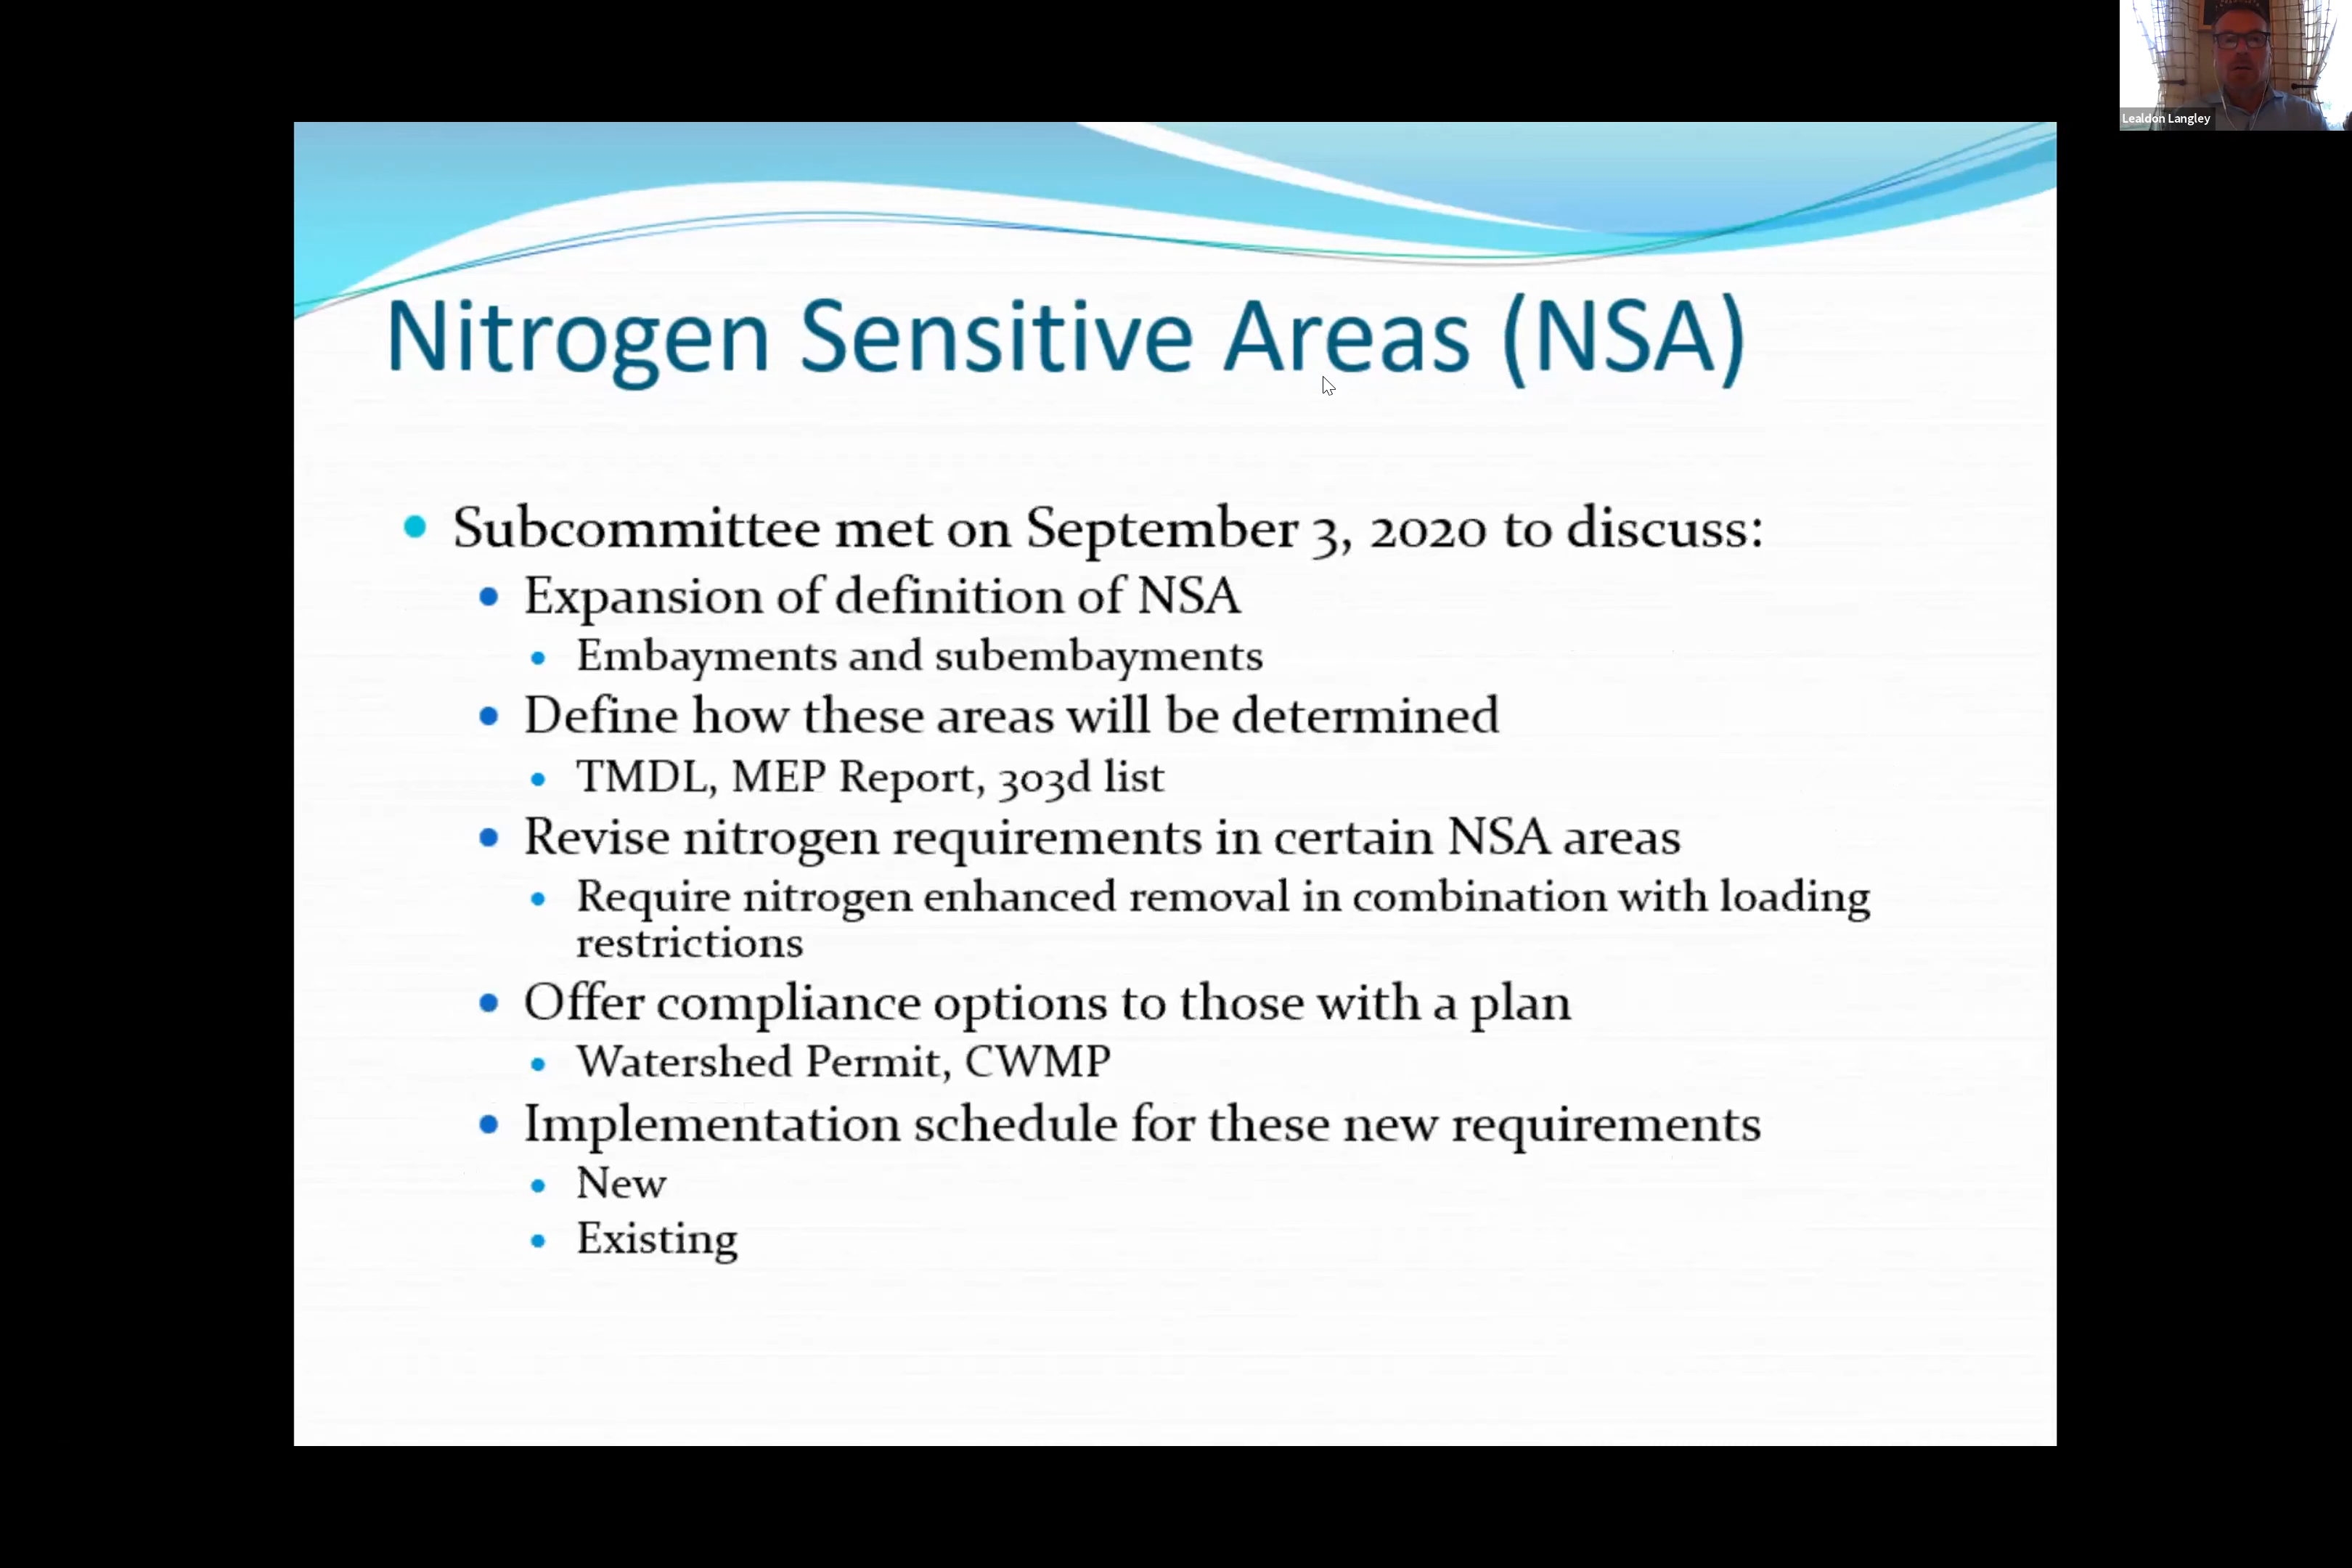 Lealdon Langley
Nitrogen Sensitive Areas (NSA)
Subcommittee met on September 3, 2020 to discuss:
Expansion of definition of NSA
Embayments and subembayments
Define how these areas will be determined
TMDL, MEP Report, 303d list
Revise nitrogen requirements in certain NSA areas
Require nitrogen enhanced removal in combination with loading
restrictions
Offer compliance options to those with a plan
Watershed Permit, CWMP
Implementation schedule for these new requirements
New
Existing